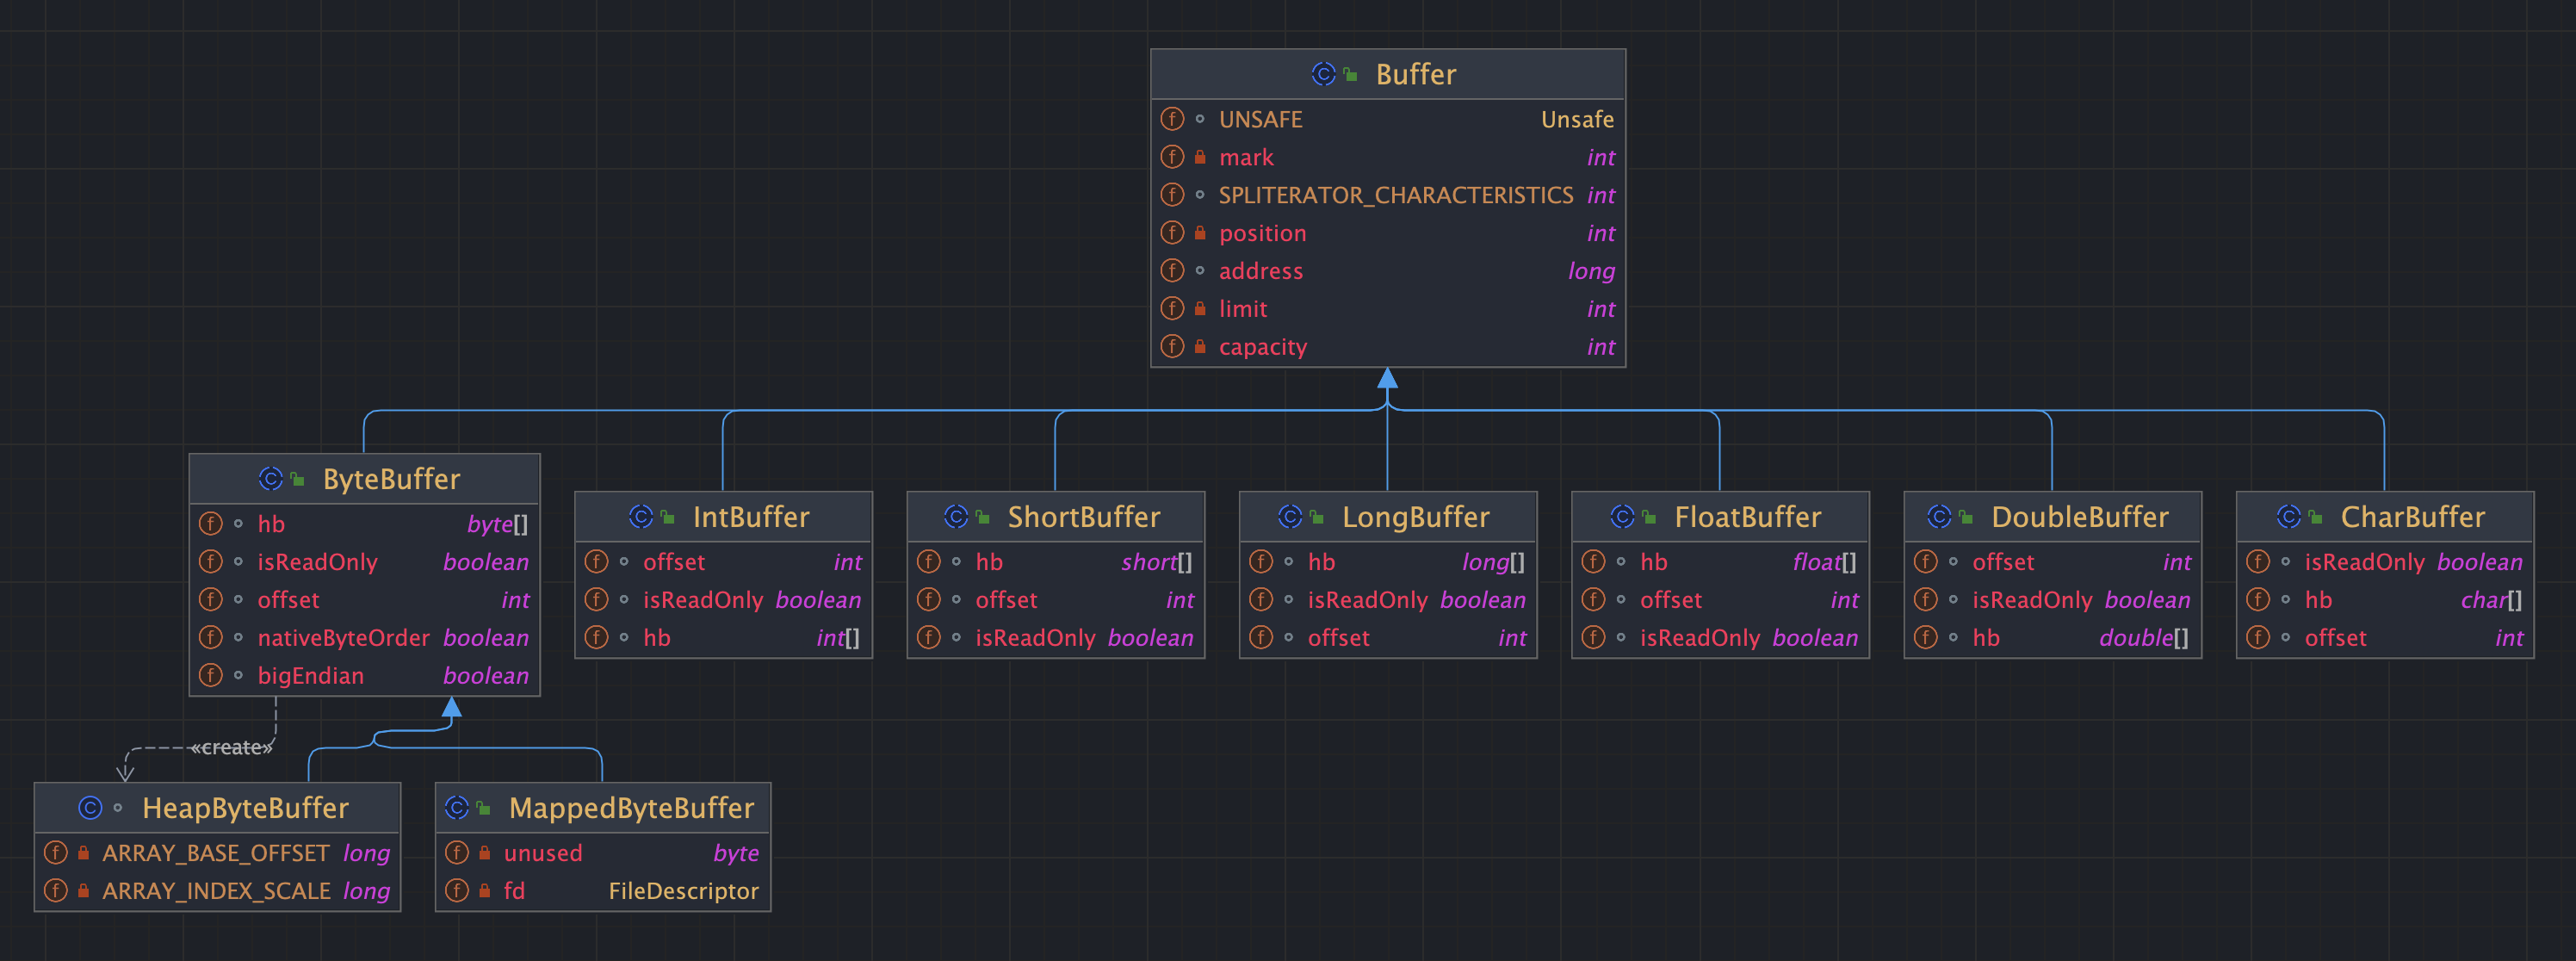 Buffer
UNSAFE Unsafe
mark int
SPLITERATOR_CHARACTERISTICS int
position int
address long
limit int
capacity int
ByteBuffer
hb byte[]
isReadOnly boolean
offset int
nativeByteOrder boolean
bigEndian boolean
IntBuffer
offset int
isReadOnly boolean
hb int[]
ShortBuffer
hb short[]
offset int
isReadOnly boolean
LongBuffer
hb long[]
isReadOnly boolean
offset int
FloatBuffer
hb float[]
offset int
isReadOnly boolean
DoubleBuffer
offset int
isReadOnly boolean
hb double[]
CharBuffer
isReadOnly boolean
hb char[]
offset int
«create»
HeapByteBuffer
ARRAY_BASE_OFFSET long
ARRAY_INDEX_SCALE long
MappedByteBuffer
unused byte
fd FileDescriptor